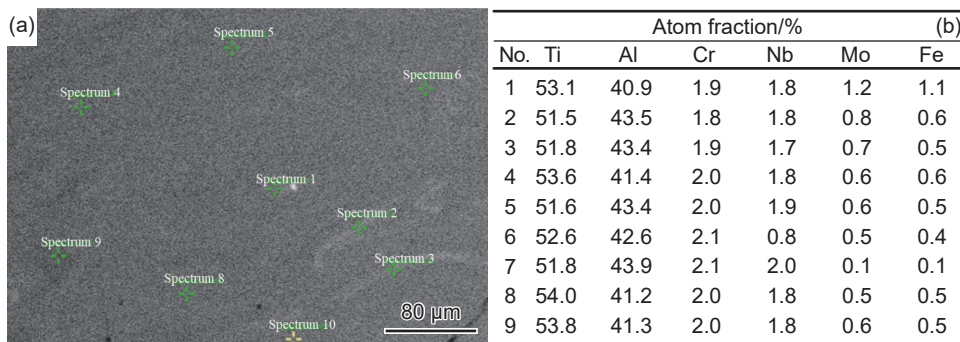 (a)
Spectrum 5
Spectrum 6
Spectrum 4
Spectrum 1
Spectrum 2
Spectrum 9
Spectrum 3
Spectrum 8
80 μm
Spectrum 10
Atom fraction/% (b)
No. Ti Al Cr Nb Mo Fe
1 53.1 40.9 1.9 1.8 1.2 1.1
2 51.5 43.5 1.8 1.8 0.8 0.6
3 51.8 43.4 1.9 1.7 0.7 0.5
4 53.6 41.4 2.0 1.8 0.6 0.6
5 51.6 43.4 2.0 1.9 0.6 0.5
6 52.6 42.6 2.1 0.8 0.5 0.4
7 51.8 43.9 2.1 2.0 0.1 0.1
8 54.0 41.2 2.0 1.8 0.5 0.5
9 53.8 41.3 2.0 1.8 0.6 0.5